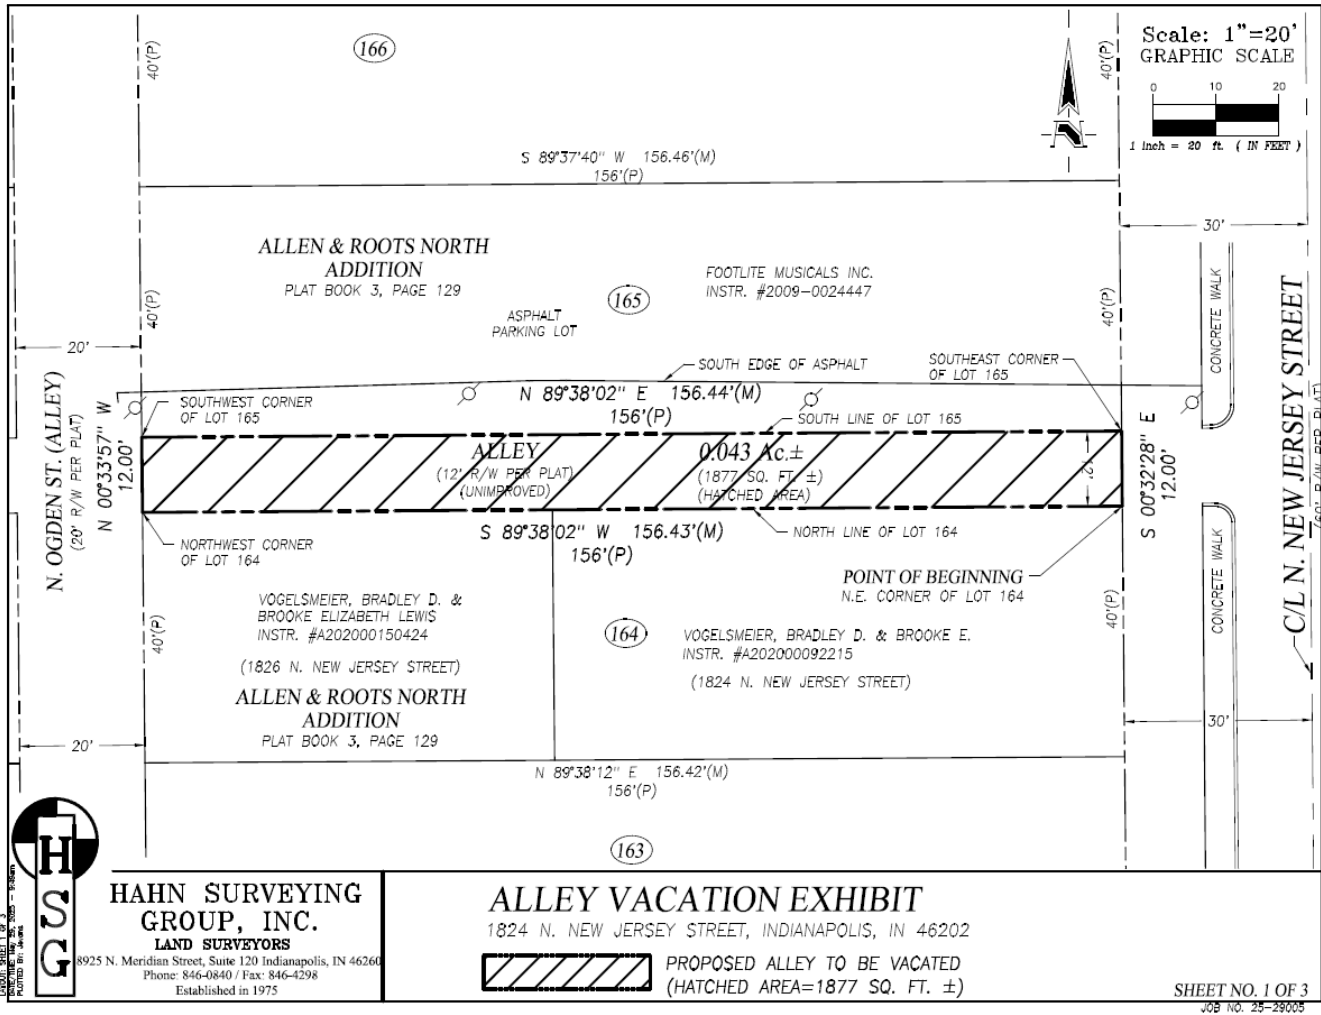 166
40'(P)
40'(P)
Scale: 1"=20'
GRAPHIC SCALE
0 10 20
1 inch = 20 ft. ( IN FEET )
N
S 89°37'40" W 156.46'(M)
156'(P)
30'
ALLEN & ROOTS NORTH
ADDITION
PLAT BOOK 3, PAGE 129
FOOTLITE MUSICALS INC.
INSTR. #2009-0024447
165
40'(P)
40'(P)
ASPHALT
PARKING LOT
CONCRETE WALK
20'
SOUTH EDGE OF ASPHALT
SOUTHEAST CORNER
OF LOT 165
N 89°38'02" E 156.44'(M)
156'(P)
SOUTHWEST CORNER
OF LOT 165
SOUTH LINE OF LOT 165
N. OGDEN ST. (ALLEY)
(20' R/W PER PLAT)
N 00°33'57" W
12.00'
ALLEY
(12' R/W PER PLAT)
(UNIMPROVED)
0.043 Ac.±
(1877 SQ. FT. ±)
(HATCHED AREA)
12'
S 00°32'28" E
12.00'
C/L N. NEW JERSEY STREET
(60' R/W PER PLAT)
S 89°38'02" W 156.43'(M)
156'(P)
NORTH LINE OF LOT 164
NORTHWEST CORNER
OF LOT 164
POINT OF BEGINNING
N.E. CORNER OF LOT 164
CONCRETE WALK
VOGELSMEIER, BRADLEY D. &
BROOKE ELIZABETH LEWIS
INSTR. #A202000150424
(1826 N. NEW JERSEY STREET)
40'(P)
40'(P)
164
VOGELSMEIER, BRADLEY D. & BROOKE E.
INSTR. #A202000092215
(1824 N. NEW JERSEY STREET)
ALLEN & ROOTS NORTH
ADDITION
PLAT BOOK 3, PAGE 129
20'
30'
N 89°38'12" E 156.42'(M)
156'(P)
163
H
S
G
HAHN SURVEYING
GROUP, INC.
LAND SURVEYORS
8925 N. Meridian Street, Suite 120 Indianapolis, IN 46260
Phone: 846-0840 / Fax: 846-4298
Established in 1975
ALLEY VACATION EXHIBIT
1824 N. NEW JERSEY STREET, INDIANAPOLIS, IN 46202
PROPOSED ALLEY TO BE VACATED
(HATCHED AREA=1877 SQ. FT. ±)
SHEET NO. 1 OF 3
JOB NO. 25-29005